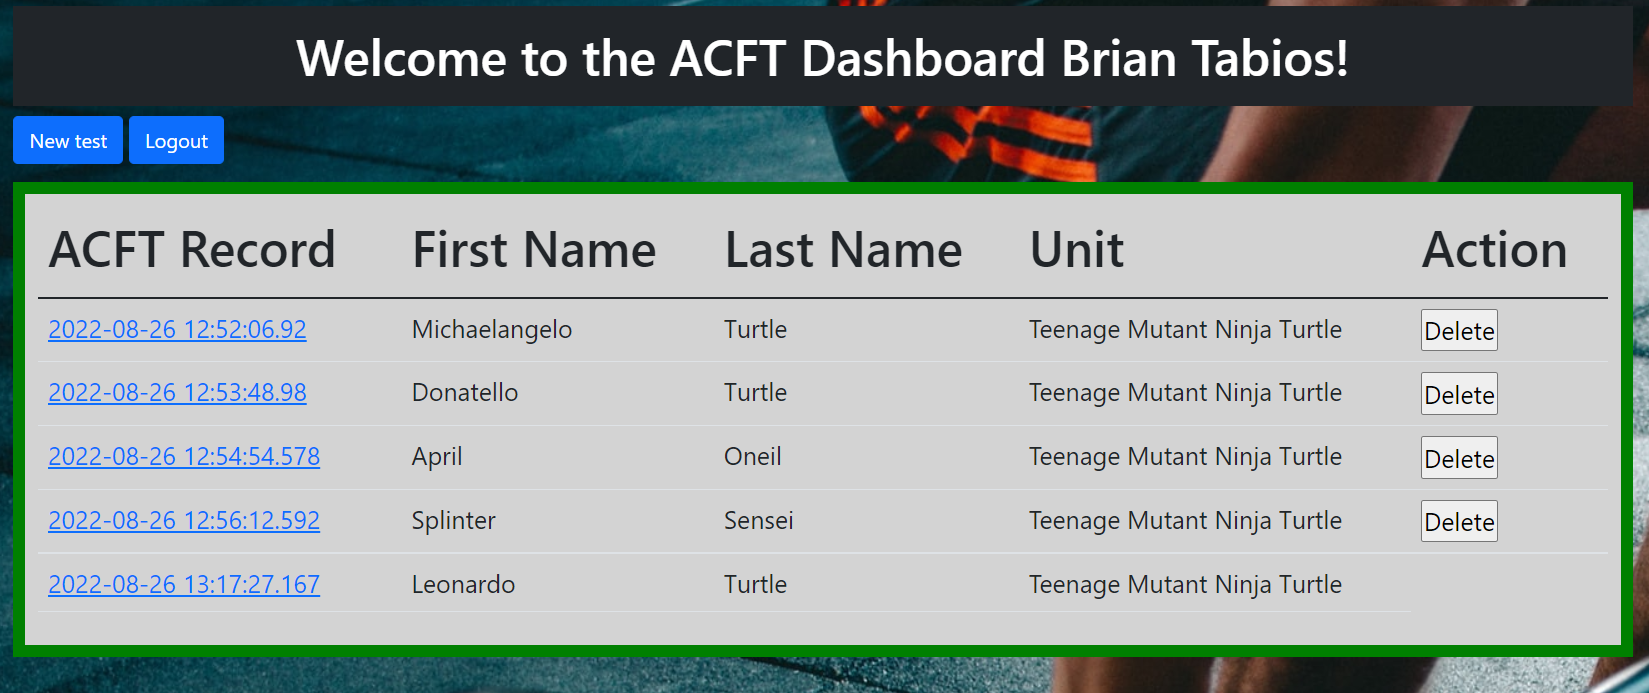 Welcome to the ACFT Dashboard Brian Tabios!
New test Logout
ACFT Record First Name Last Name Unit Action
2022-08-26 12:52:06.92 Michaelangelo Turtle Teenage Mutant Ninja Turtle Delete
2022-08-26 12:53:48.98 Donatello Turtle Teenage Mutant Ninja Turtle Delete
2022-08-26 12:54:54.578 April Oneil Teenage Mutant Ninja Turtle Delete
2022-08-26 12:56:12.592 Splinter Sensei Teenage Mutant Ninja Turtle Delete
2022-08-26 13:17:27.167 Leonardo Turtle Teenage Mutant Ninja Turtle